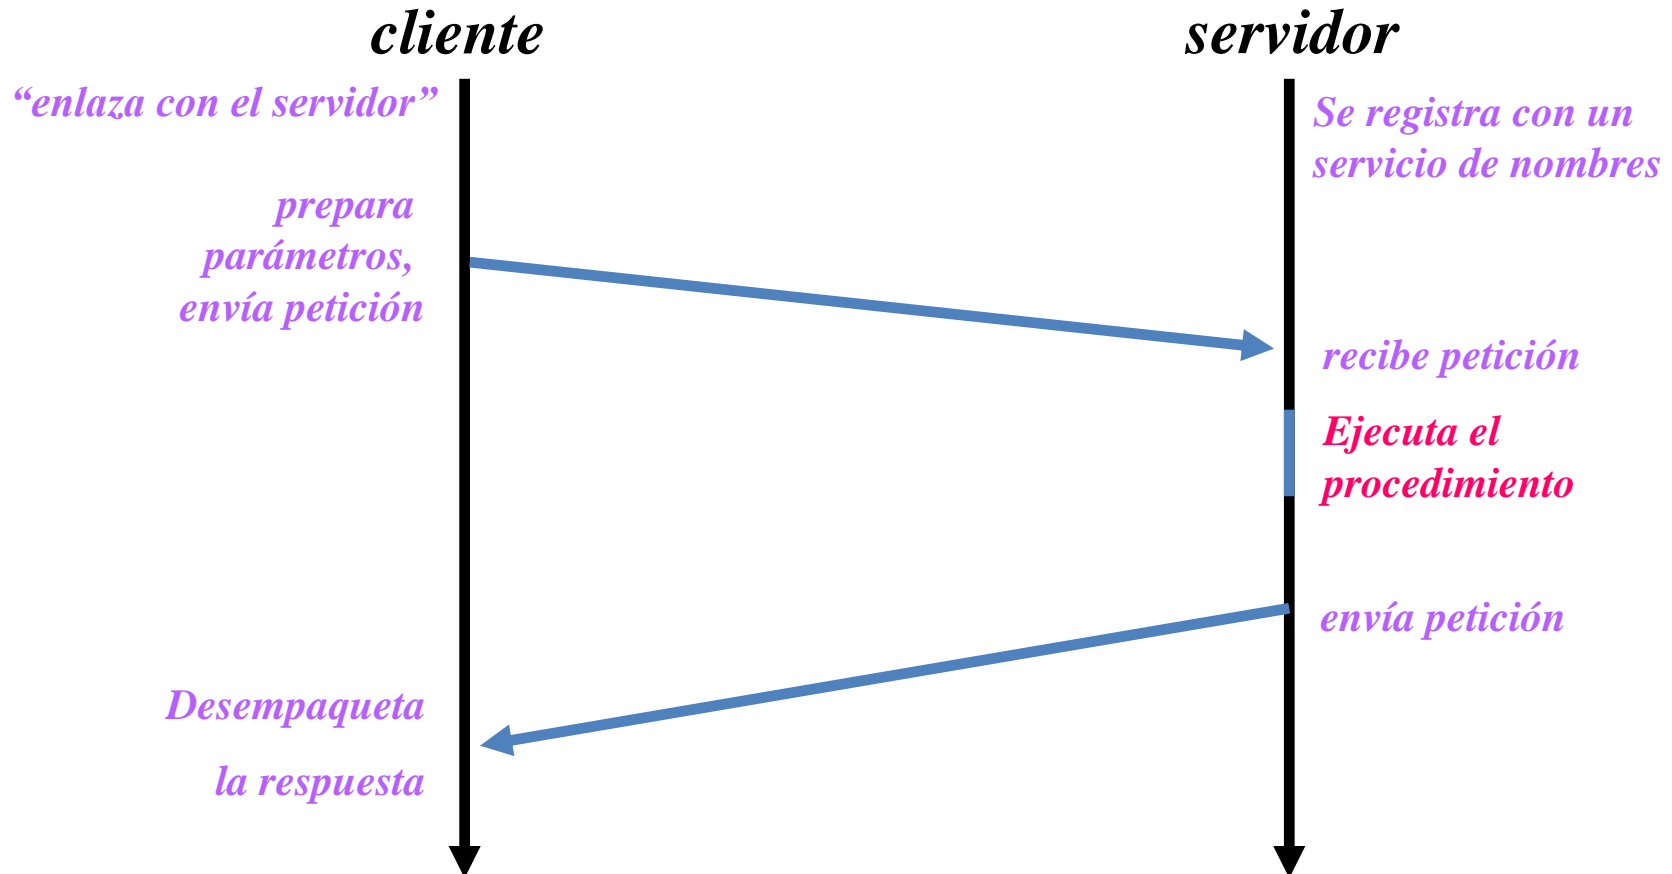 cliente
servidor
“enlaza con el servidor”
Se registra con un
servicio de nombres
prepara
parámetros,
envía petición
recibe petición
Ejecuta el
procedimiento
envía petición
Desempaqueta
la respuesta